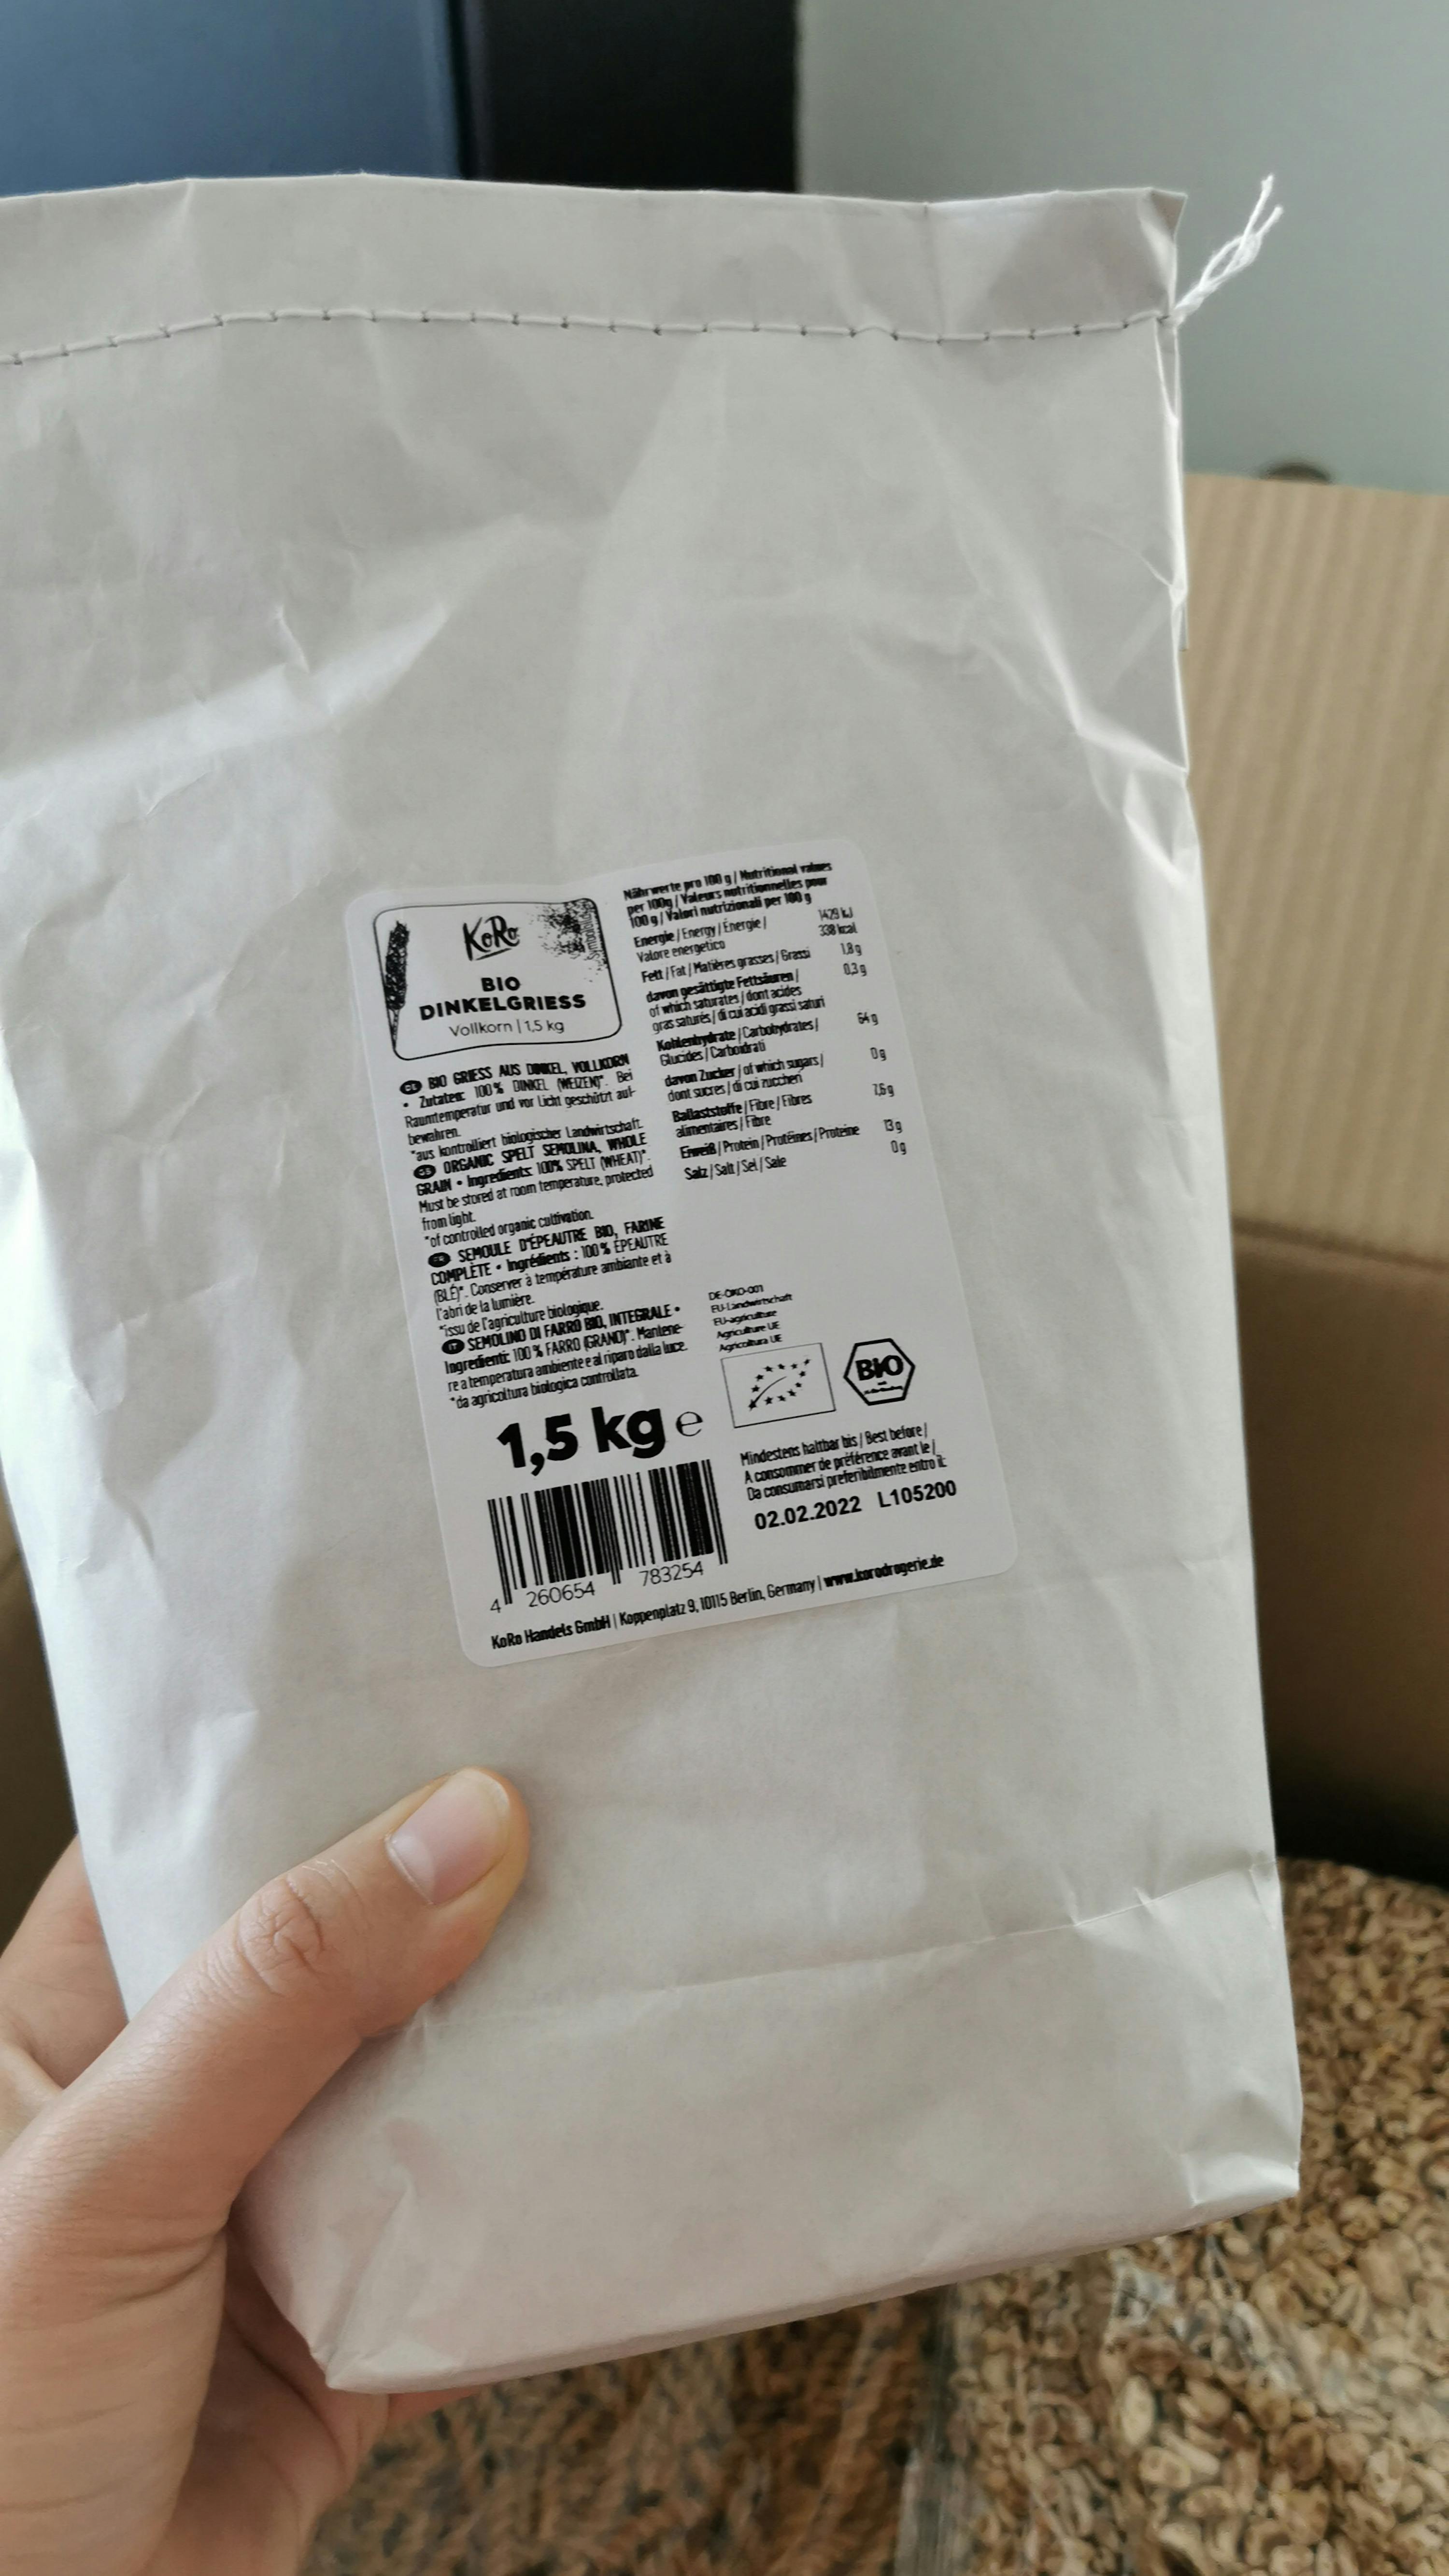 KoRo
BIO
DINKELGRIESS
Vollkorn | 1,5 kg
DE BIO GRIESS AUS DINKEL, VOLLKORN
• Zutaten: 100 % DINKEL (WEIZEN)*. Bei
Raumtemperatur und vor Licht geschützt auf-
bewahren.
*aus kontrolliert biologischer Landwirtschaft.
ORGANIC SPELT SEMOLINA, WHOLE
GRAIN • Ingredients: 100% SPELT (WHEAT)*.
Must be stored at room temperature, protected
from light.
*of controlled organic cultivation.
FR SEMOULE D'ÉPEAUTRE BIO, FARINE
COMPLÈTE • Ingrédients : 100 % ÉPEAUTRE
(BLÉ)*. Conserver à température ambiante et à
l'abri de la lumière.
*issu de l'agriculture biologique.
IT SEMOLINO DI FARRO BIO, INTEGRALE •
Ingredienti: 100 % FARRO (GRANO)*. Mantene-
re a temperatura ambiente e al riparo dalla luce.
*da agricoltura biologica controllata.
1,5 kg e
4 260654 783254
Nährwerte pro 100 g / Nutritional values
per 100g / Valeurs nutritionnelles pour
100 g / Valori nutrizionali per 100 g
Energie / Energy / Énergie / 1429 kJ
Valore energetico 338 kcal
Fett / Fat / Matières grasses / Grassi 1,8 g
davon gesättigte Fettsäuren / 0,3 g
of which saturates / dont acides
gras saturés / di cui acidi grassi saturi
Kohlenhydrate / Carbohydrates / 64 g
Glucides / Carboidrati
davon Zucker / of which sugars / 0 g
dont sucres / di cui zuccheri
Ballaststoffe / Fibre / Fibres 7,6 g
alimentaires / Fibre
Eiweiß / Protein / Protéines / Proteine 13 g
Salz / Salt / Sel / Sale 0 g
DE-ÖKO-001
EU-Landwirtschaft
EU-agriculture
Agriculture UE
Agricoltura UE
BIO
Mindestens haltbar bis / Best before /
A consommer de préférence avant le /
Da consumarsi preferibilmente entro il:
02.02.2022 L105200
KoRo Handels GmbH | Koppenplatz 9, 10115 Berlin, Germany | www.korodrogerie.de